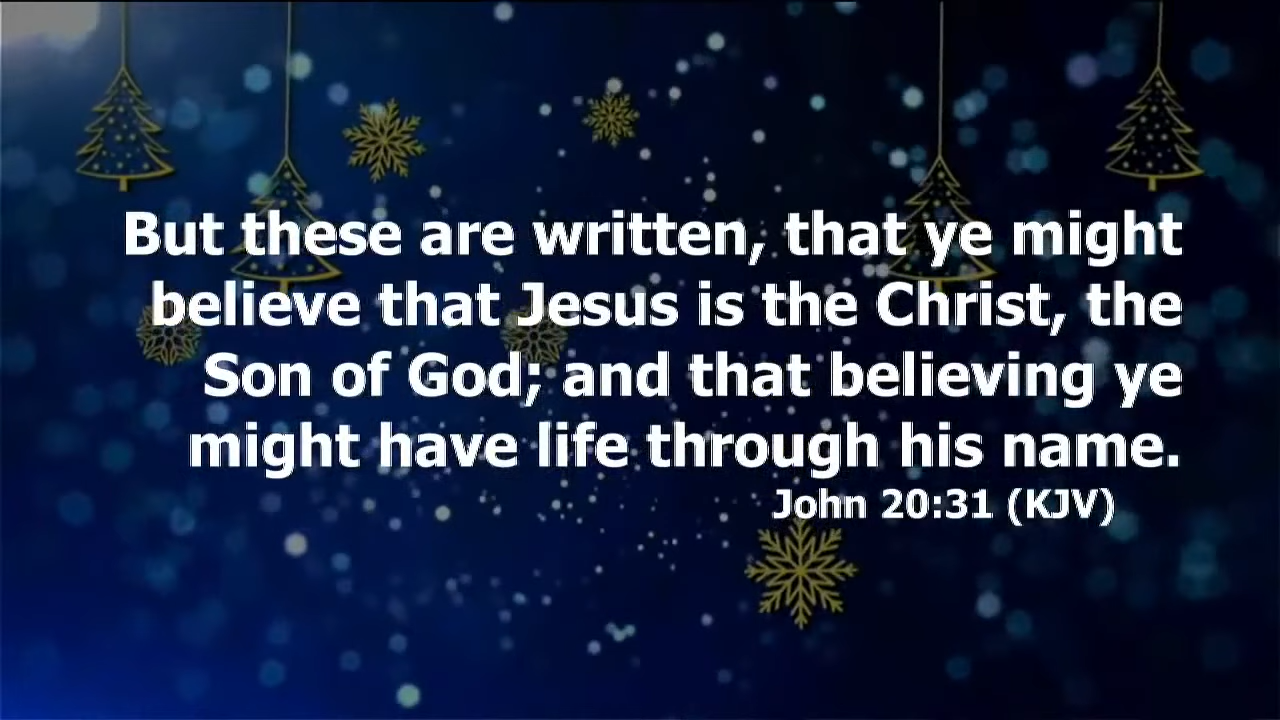 But these are written, that ye might
believe that Jesus is the Christ, the
Son of God; and that believing ye
might have life through his name.
John 20:31 (KJV)